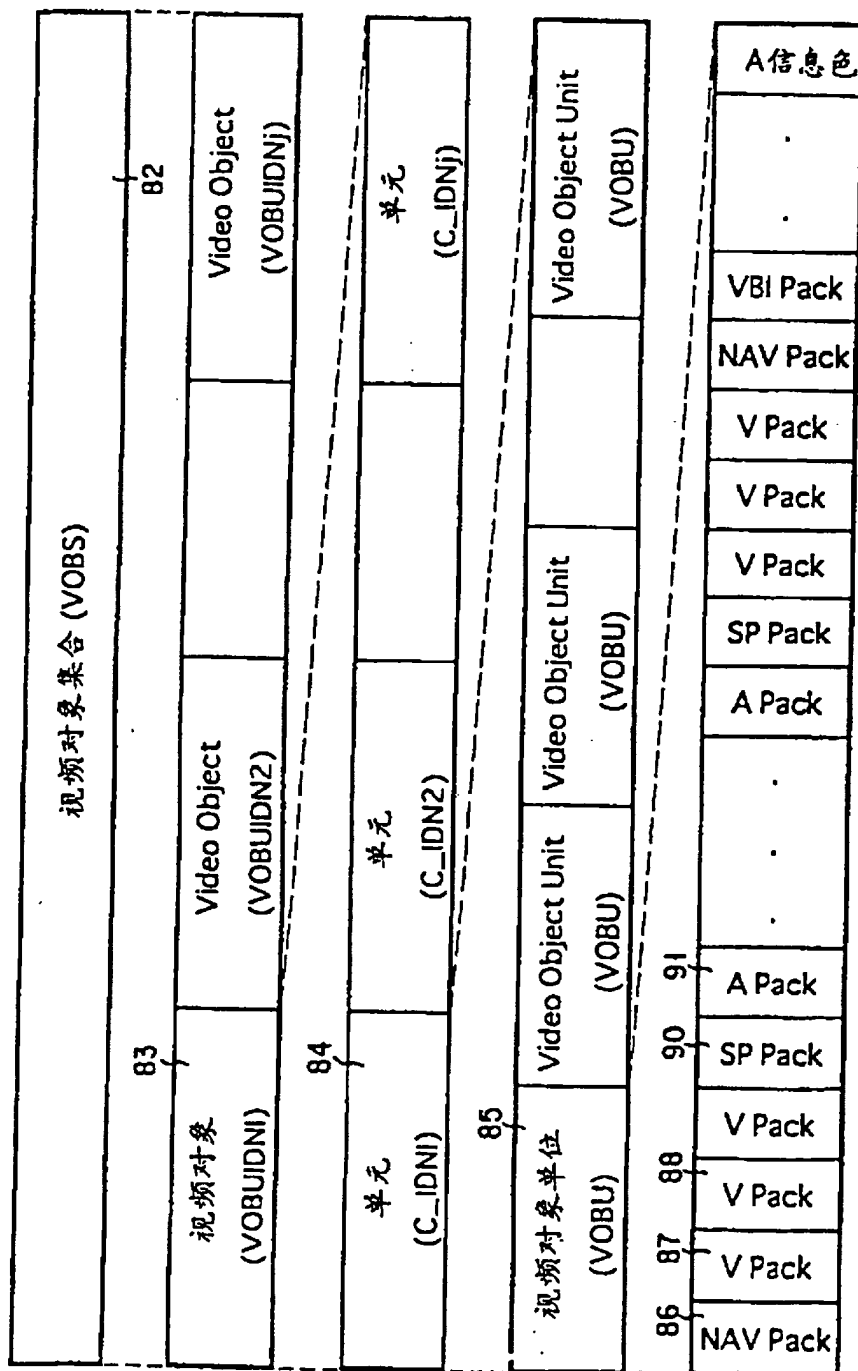 视频对象集合 (VOBS)
82
83
视频对象
(VOBUIDN1)
Video Object
(VOBUIDN2)
Video Object
(VOBUIDNj)
84
单元
(C_IDN1)
单元
(C_IDN2)
单元
(C_IDNj)
85
视频对象单位
(VOBU)
Video Object Unit
(VOBU)
Video Object Unit
(VOBU)
Video Object Unit
(VOBU)
86
87
88
90
91
NAV Pack
V Pack
V Pack
V Pack
SP Pack
A Pack
A Pack
SP Pack
V Pack
V Pack
V Pack
NAV Pack
VBI Pack
A信息色